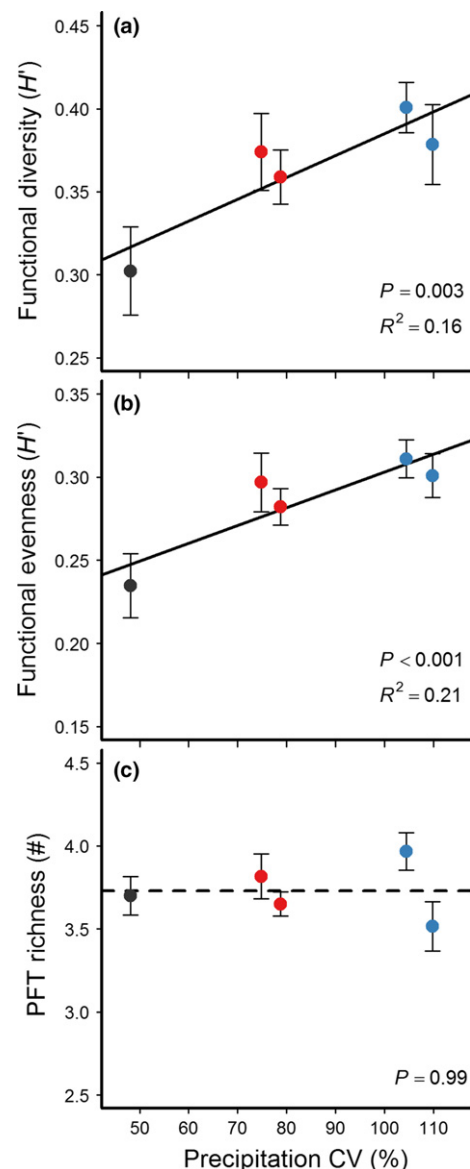 (a)
Functional diversity (H')
0.40
0.35
0.30
0.25
P = 0.003
R² = 0.16
(b)
Functional evenness (H')
0.35
0.30
0.25
0.20
0.15
P < 0.001
R² = 0.21
(c)
PFT richness (#)
4.5
4.0
3.5
3.0
2.5
P = 0.99
50 60 70 80 90 100 110
Precipitation CV (%)